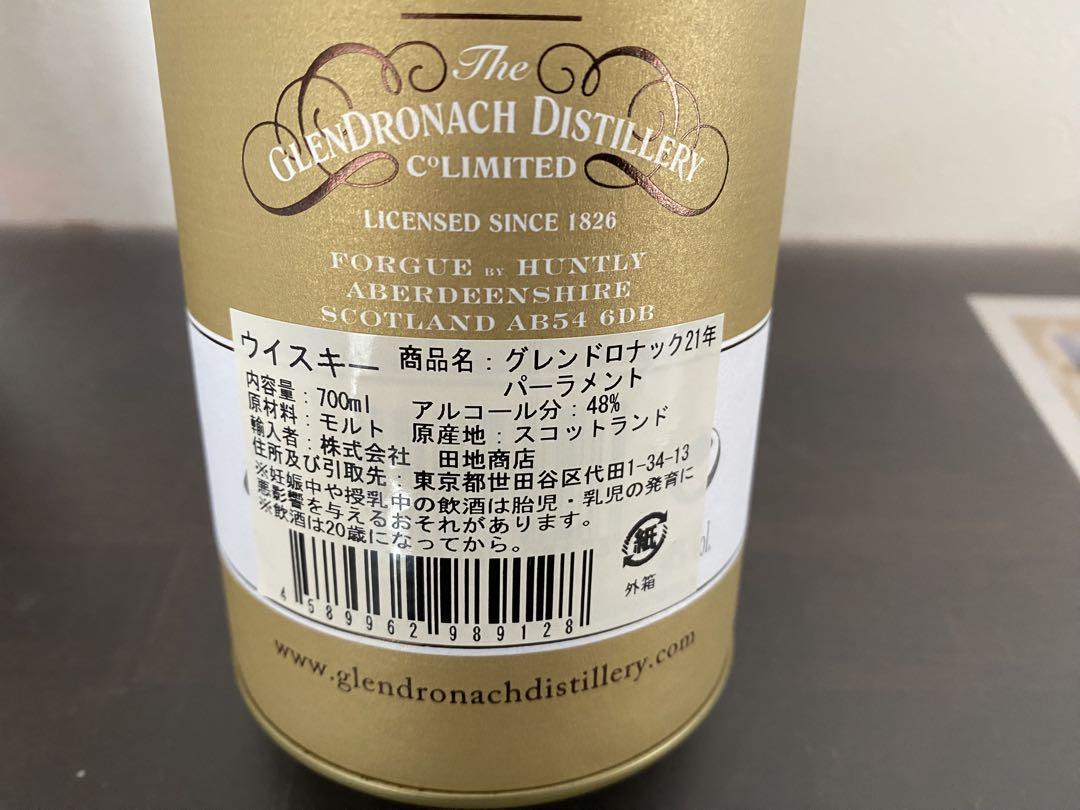 The
GLENDRONACH DISTILLERY
Cº LIMITED
LICENSED SINCE 1826
FORGUE BY HUNTLY
ABERDEENSHIRE
SCOTLAND AB54 6DB
ウイスキー 商品名：グレンドロナック21年
パーラメント
内容量：700ml アルコール分：48%
原材料：モルト 原産地：スコットランド
輸入者：株式会社 田地商店
住所及び引取先：東京都世田谷区代田1-34-13
※妊娠中や授乳中の飲酒は胎児・乳児の発育に
悪影響を与えるおそれがあります。
※飲酒は20歳になってから。
紙
外箱
4589962989128
www.glendronachdistillery.com